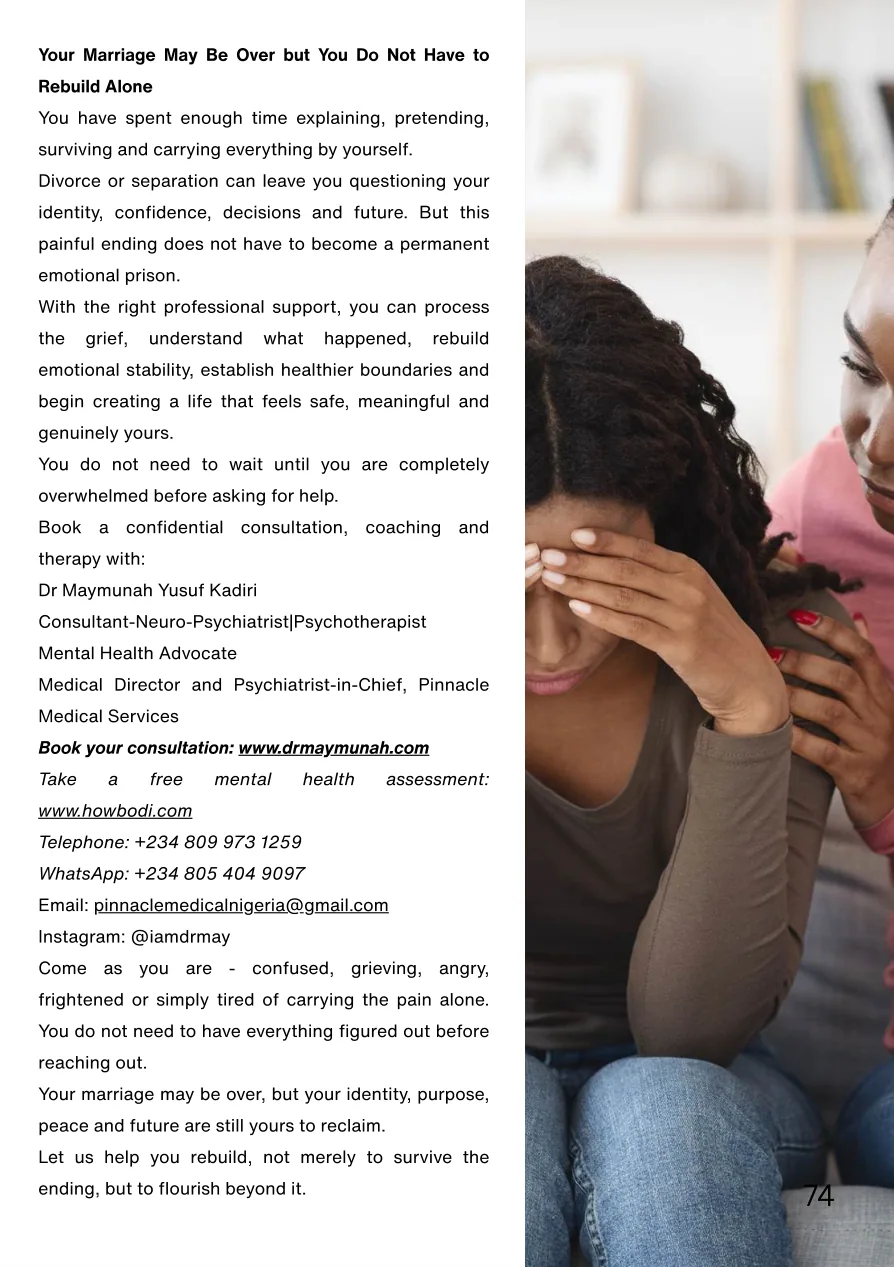 Your Marriage May Be Over but You Do Not Have to
Rebuild Alone
You have spent enough time explaining, pretending,
surviving and carrying everything by yourself.
Divorce or separation can leave you questioning your
identity, confidence, decisions and future. But this
painful ending does not have to become a permanent
emotional prison.
With the right professional support, you can process
the grief, understand what happened, rebuild
emotional stability, establish healthier boundaries and
begin creating a life that feels safe, meaningful and
genuinely yours.
You do not need to wait until you are completely
overwhelmed before asking for help.
Book a confidential consultation, coaching and
therapy with:
Dr Maymunah Yusuf Kadiri
Consultant-Neuro-Psychiatrist|Psychotherapist
Mental Health Advocate
Medical Director and Psychiatrist-in-Chief, Pinnacle
Medical Services
Book your consultation: www.drmaymunah.com
Take a free mental health assessment:
www.howbodi.com
Telephone: +234 809 973 1259
WhatsApp: +234 805 404 9097
Email: pinnaclemedicalnigeria@gmail.com
Instagram: @iamdrmay
Come as you are - confused, grieving, angry,
frightened or simply tired of carrying the pain alone.
You do not need to have everything figured out before
reaching out.
Your marriage may be over, but your identity, purpose,
peace and future are still yours to reclaim.
Let us help you rebuild, not merely to survive the
ending, but to flourish beyond it.
74